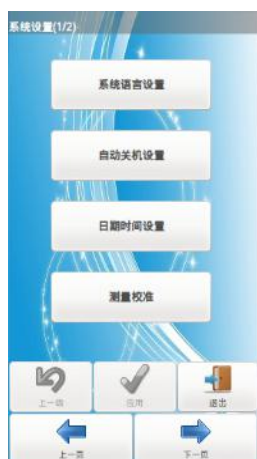 系统设置(1/2)
系统语言设置
自动关机设置
日期时间设置
测量校准
上一级
应用
退出
上一页
下一页